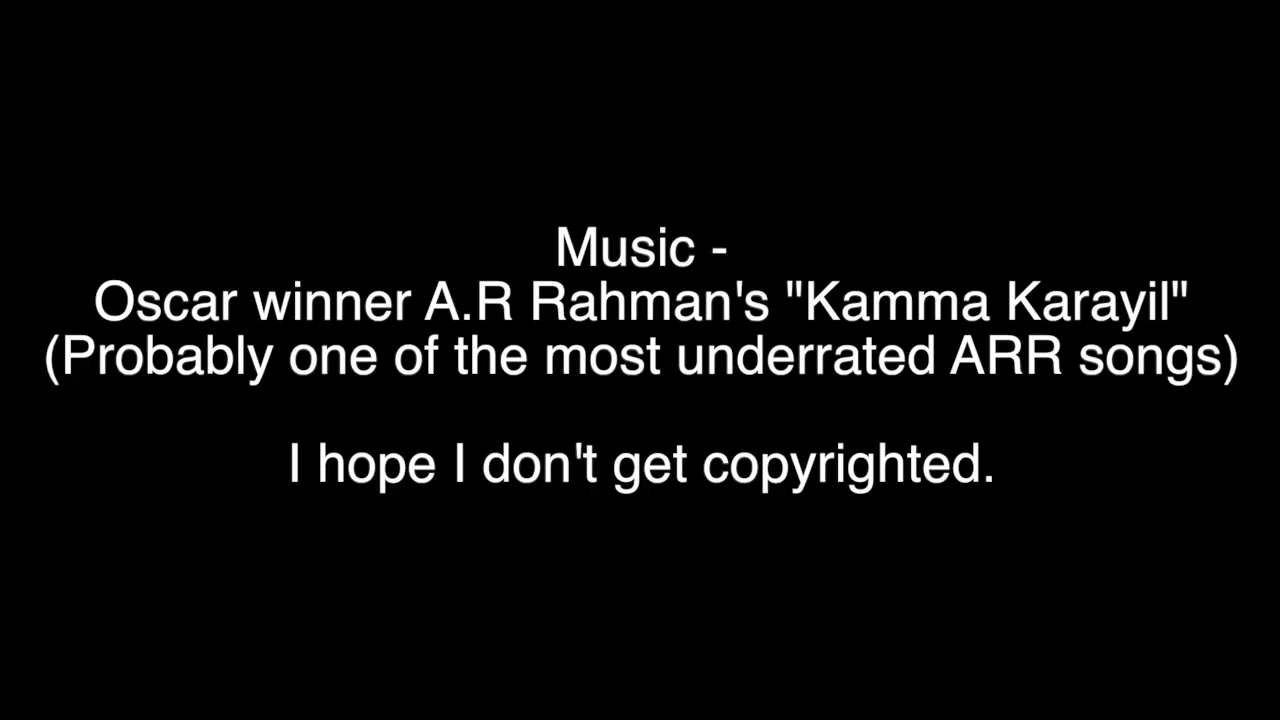 Music -
Oscar winner A.R Rahman's "Kamma Karayil"
(Probably one of the most underrated ARR songs)
I hope I don't get copyrighted.